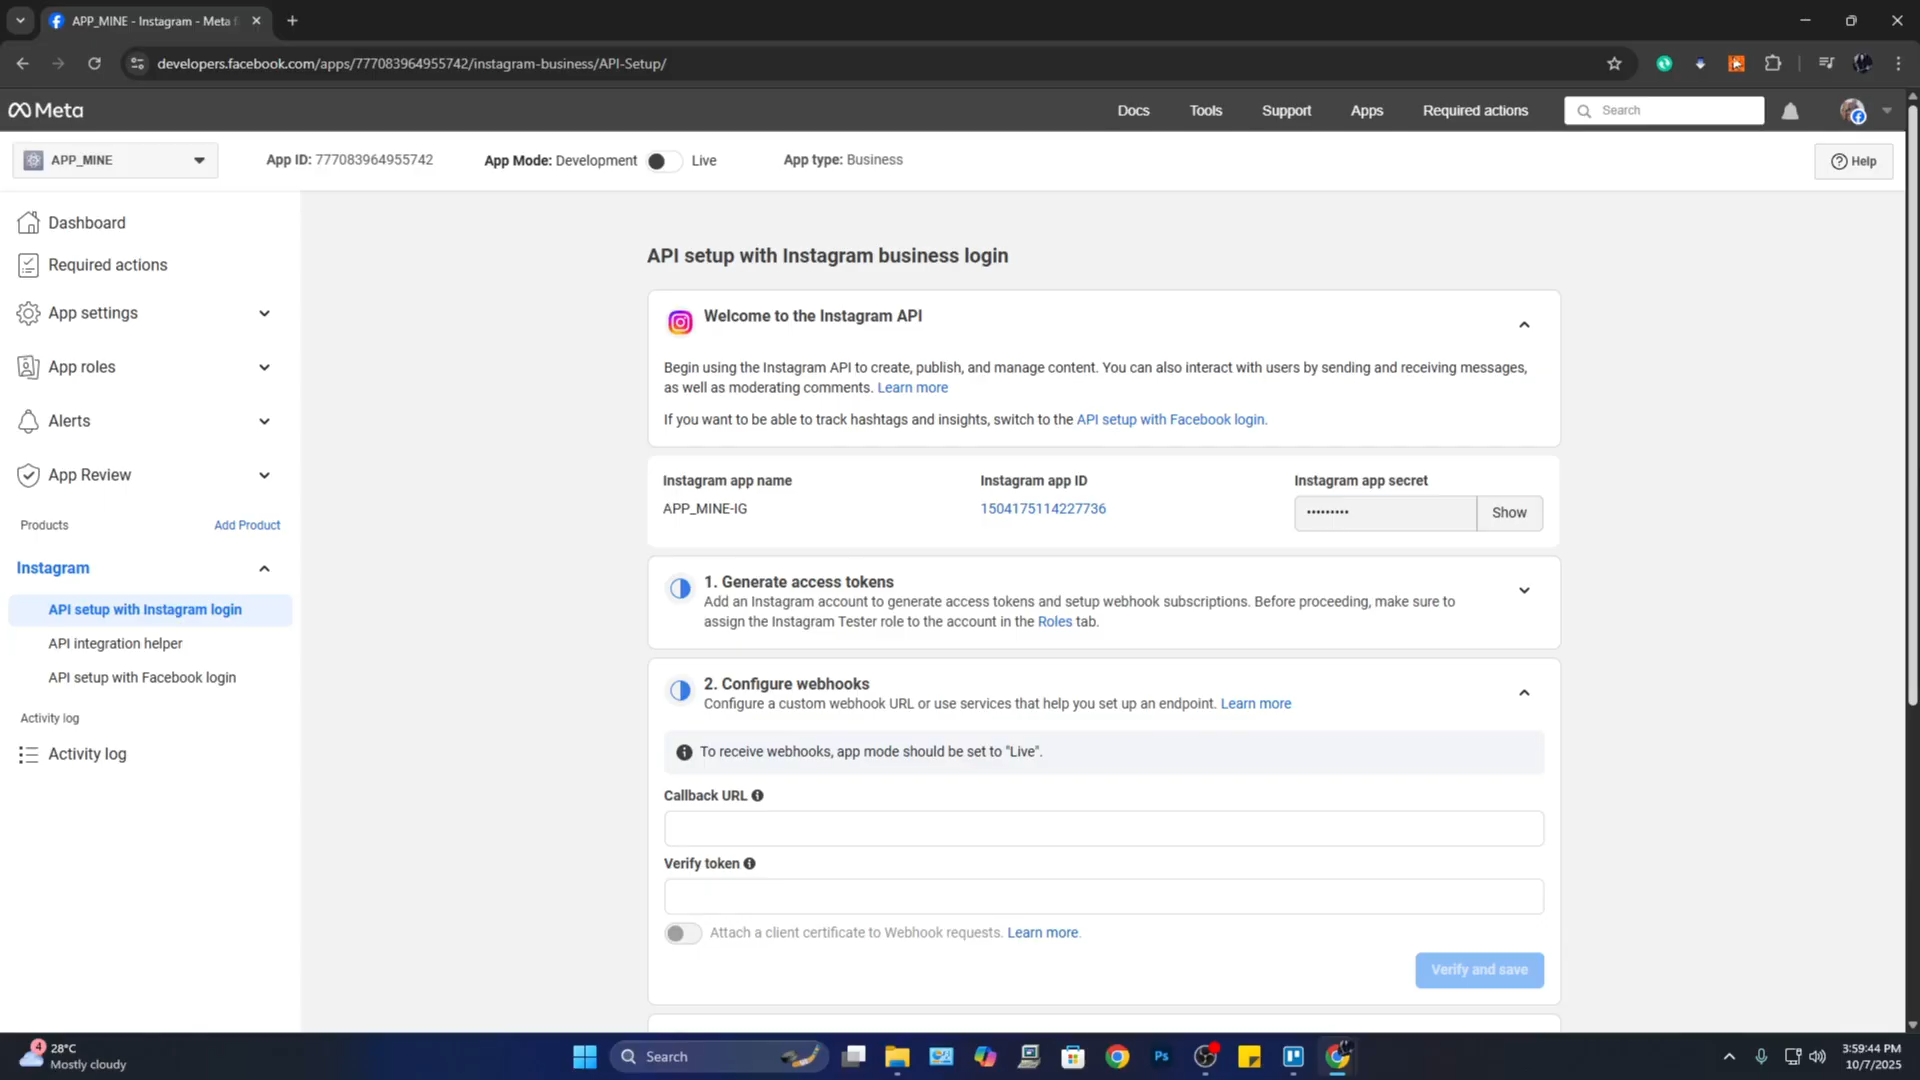 APP_MINE - Instagram - Meta f
developers.facebook.com/apps/777083964955742/instagram-business/API-Setup/
Meta
Docs
Tools
Support
Apps
Required actions
Search
APP_MINE
App ID: 777083964955742
App Mode: Development
Live
App type: Business
Help
Dashboard
Required actions
App settings
App roles
Alerts
App Review
Products
Add Product
Instagram
API setup with Instagram login
API integration helper
API setup with Facebook login
Activity log
Activity log
API setup with Instagram business login
Welcome to the Instagram API
Begin using the Instagram API to create, publish, and manage content. You can also interact with users by sending and receiving messages,
as well as moderating comments. Learn more
If you want to be able to track hashtags and insights, switch to the API setup with Facebook login.
Instagram app name
Instagram app ID
Instagram app secret
APP_MINE-IG
1504175114227736
•••••••••
Show
1. Generate access tokens
Add an Instagram account to generate access tokens and setup webhook subscriptions. Before proceeding, make sure to
assign the Instagram Tester role to the account in the Roles tab.
2. Configure webhooks
Configure a custom webhook URL or use services that help you set up an endpoint. Learn more
To receive webhooks, app mode should be set to "Live".
Callback URL
Verify token
Attach a client certificate to Webhook requests. Learn more.
Verify and save
4
28°C
Mostly cloudy
Search
Ps
3:59:44 PM
10/7/2025